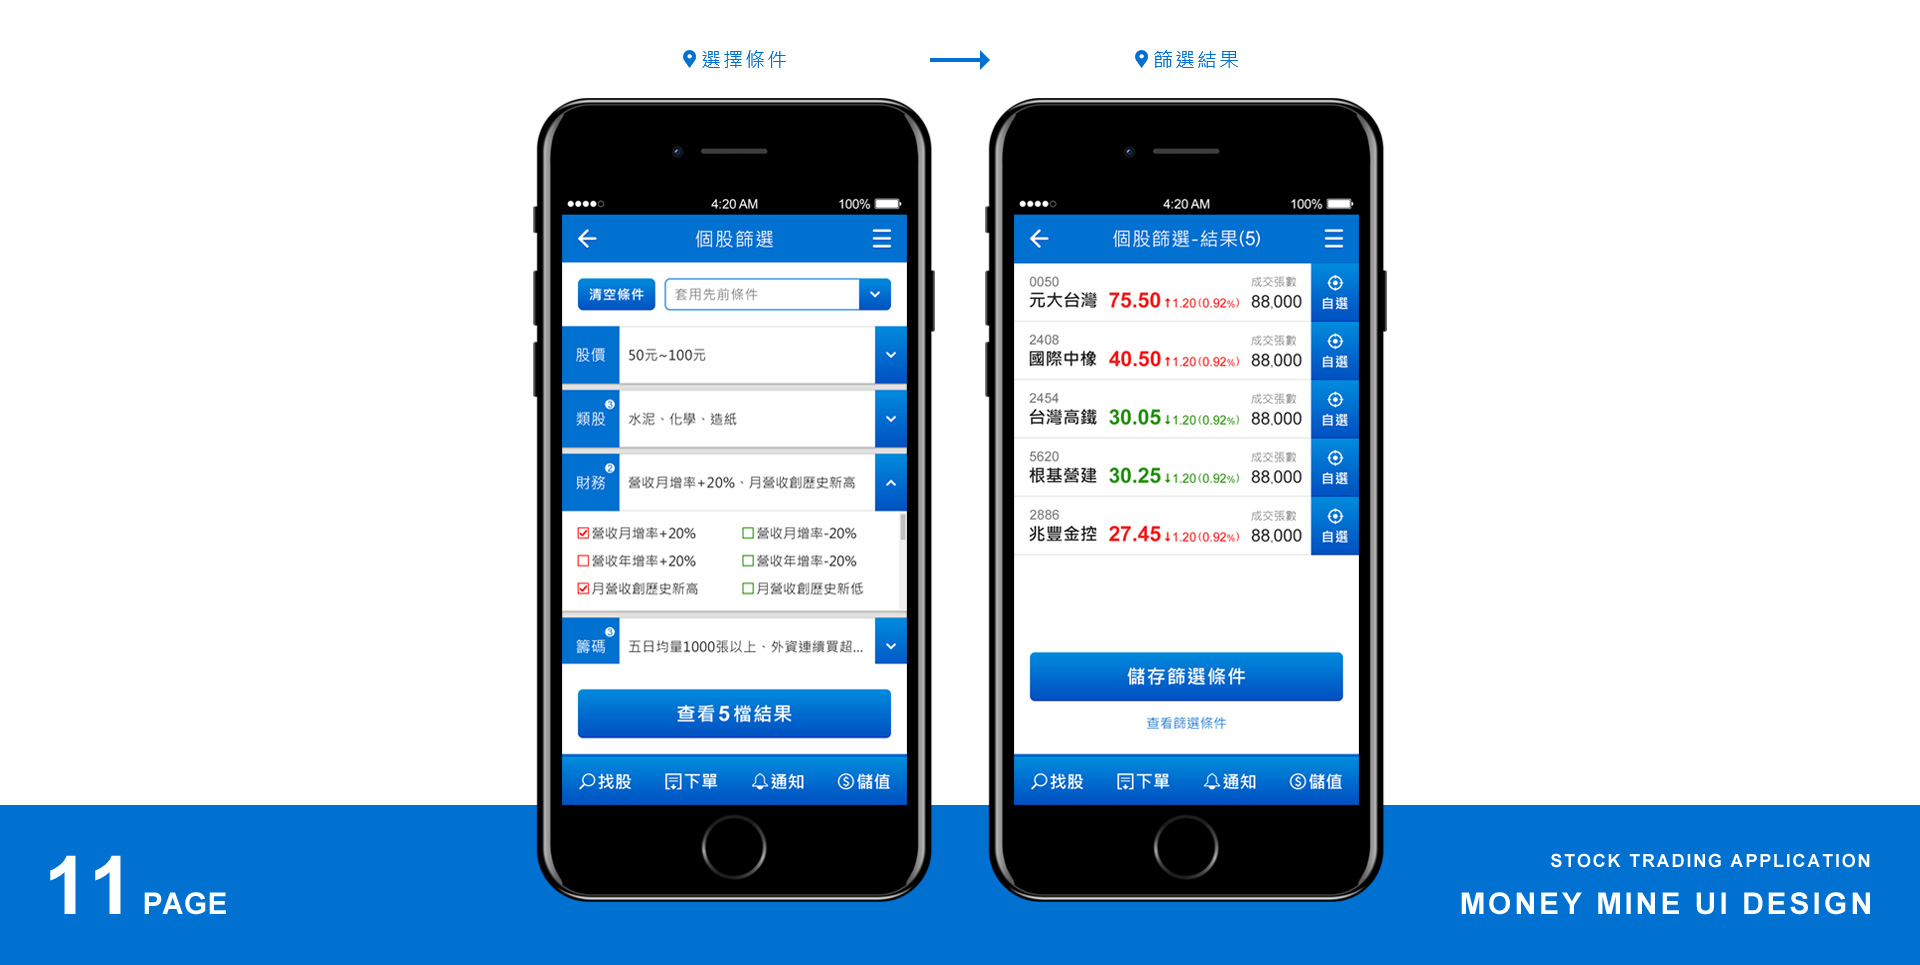 選擇條件
篩選結果
4:20 AM
100%
個股篩選
清空條件
套用先前條件
股價
50元~100元
類股
3
水泥、化學、造紙
財務
2
營收月增率+20%、月營收創歷史新高
營收月增率+20%
營收月增率-20%
營收年增率+20%
營收年增率-20%
月營收創歷史新高
月營收創歷史新低
籌碼
3
五日均量1000張以上、外資連續買超...
查看5檔結果
找股
下單
通知
儲值
4:20 AM
100%
個股篩選-結果(5)
0050
成交張數
元大台灣 75.50 ↑1.20(0.92%) 88,000
自選
2408
成交張數
國際中橡 40.50 ↑1.20(0.92%) 88,000
自選
2454
成交張數
台灣高鐵 30.05 ↓1.20(0.92%) 88,000
自選
5620
成交張數
根基營建 30.25 ↓1.20(0.92%) 88,000
自選
2886
成交張數
兆豐金控 27.45 ↓1.20(0.92%) 88,000
自選
儲存篩選條件
查看篩選條件
找股
下單
通知
儲值
11 PAGE
STOCK TRADING APPLICATION
MONEY MINE UI DESIGN